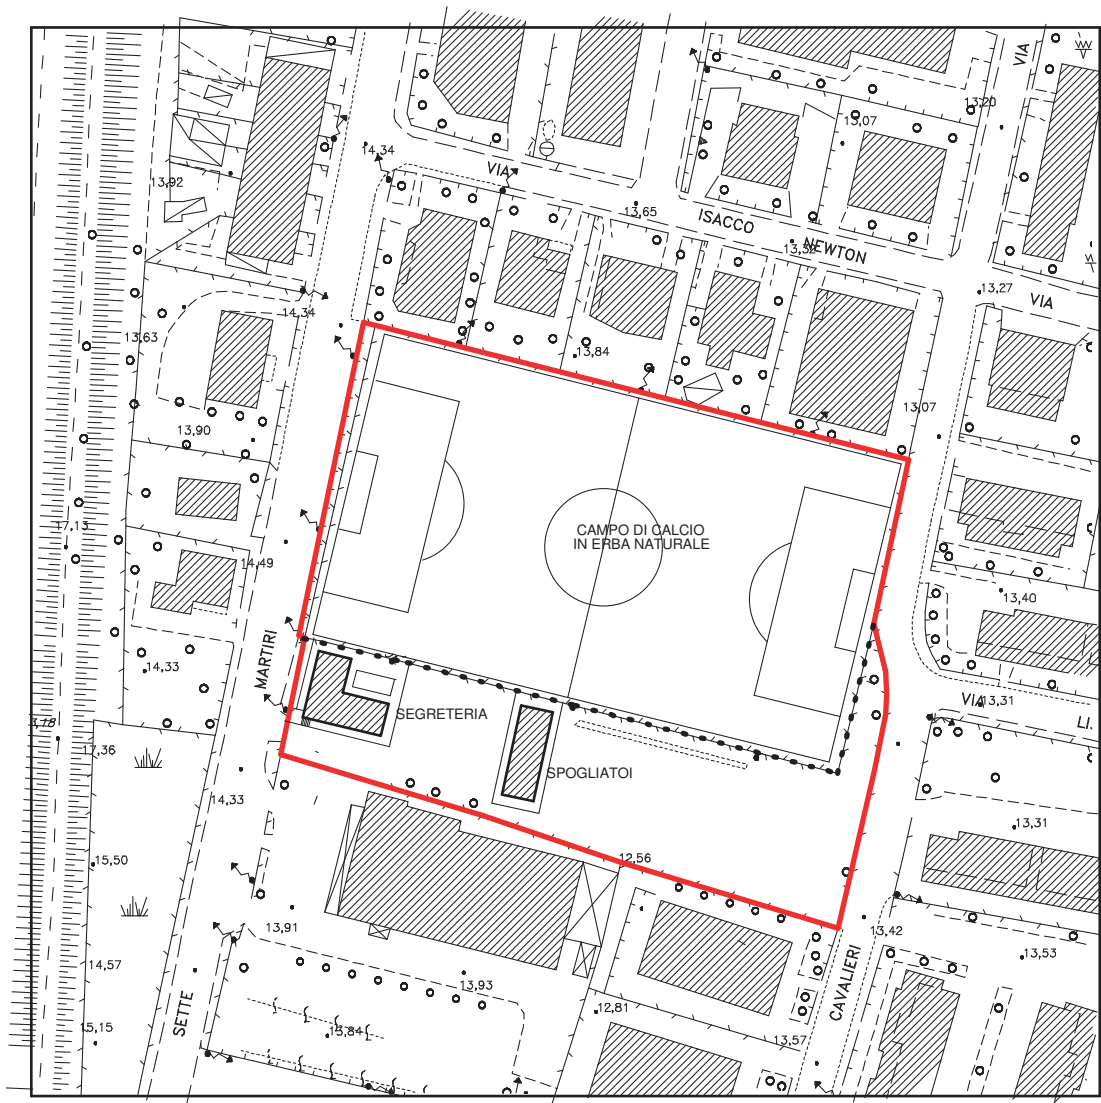 VIA
13,20
13,07
14,34
VIA
13,92
13,65
ISACCO
NEWTON
13,27
VIA
14,34
13,63
13,84
13,07
13,90
17,13
CAMPO DI CALCIO
IN ERBA NATURALE
14,49
13,40
MARTIRI
14,33
VIA
13,31
LI.
SEGRETERIA
17,36
SPOGLIATOI
14,33
13,31
15,50
12,56
13,91
13,42
13,53
14,57
CAVALIERI
13,93
SETTE
12,81
15,15
13,84
13,57